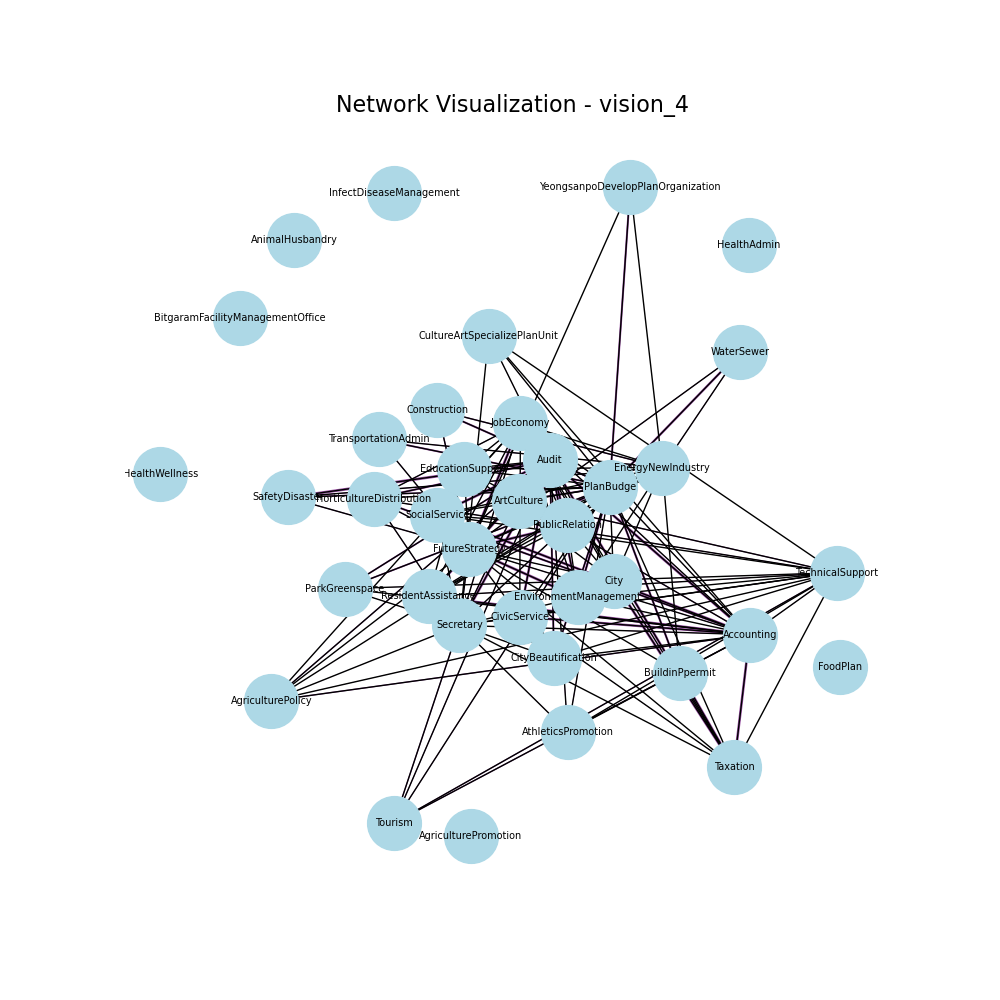 Network Visualization - vision_4
YeongsanpoDevelopPlanOrganization
InfectDiseaseManagement
AnimalHusbandry
HealthAdmin
BitgaramFacilityManagementOffice
CultureArtSpecializePlanUnit
WaterSewer
Construction
JobEconomy
TransportationAdmin
Audit
EducationSupport
EnergyNewIndustry
HealthWellness
PlanBudget
SafetyDisaster
HorticultureDistribution
ArtCulture
SocialService
PublicRelation
FutureStrategy
TechnicalSupport
City
ParkGreenspace
ResidentAssistance
EnvironmentManagement
CivicService
Secretary
Accounting
CityBeautification
FoodPlan
BuildinPpermit
AgriculturePolicy
AthleticsPromotion
Taxation
Tourism
AgriculturePromotion